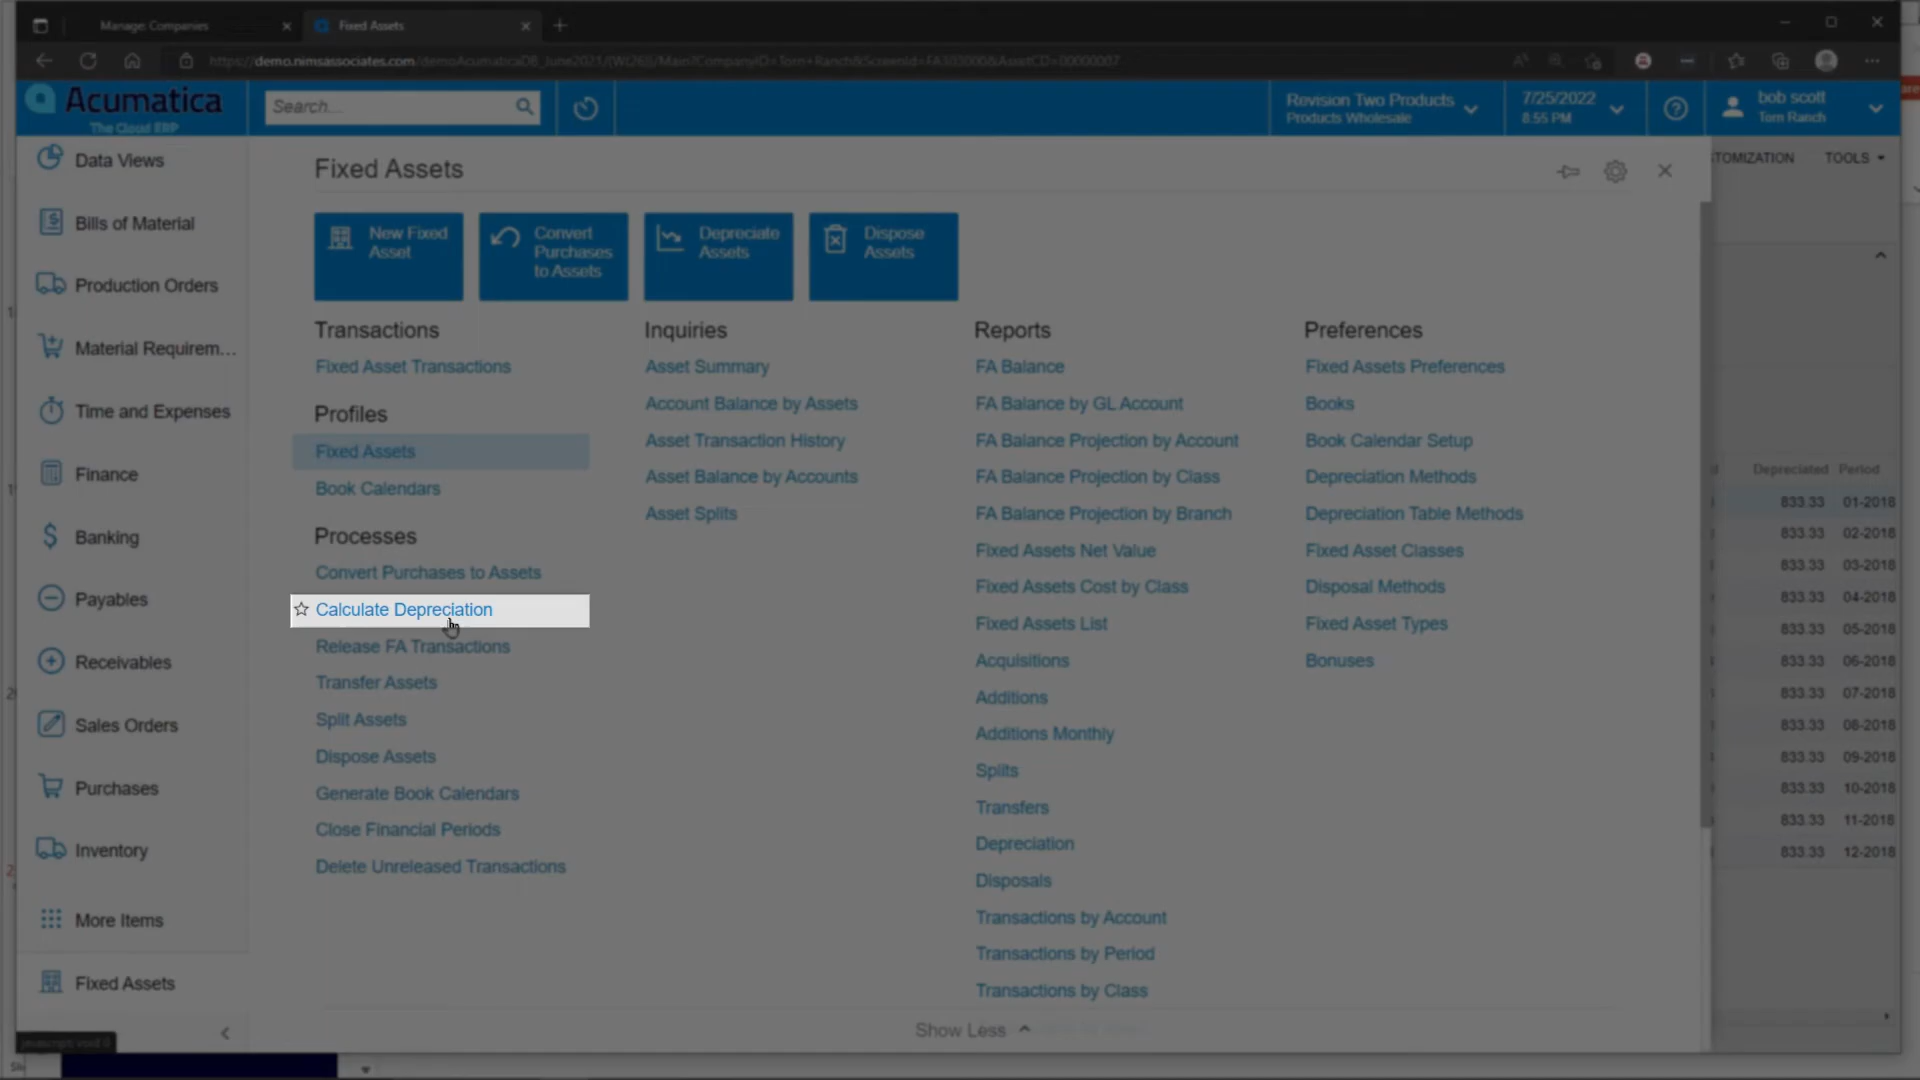 Manage: Companies
Fixed Assets
https://demo.nimsassociates.com/demoAcumaticaDB_June2021/
Acumatica
The Cloud ERP
Search...
Revision Two Products
Products Wholesale
7/25/2022
8:55 PM
bob scott
Torn Ranch
TOMIZATION
TOOLS
Data Views
Bills of Material
Production Orders
Material Requirem...
Time and Expenses
Finance
Banking
Payables
Receivables
Sales Orders
Purchases
Inventory
More Items
Fixed Assets
Fixed Assets
New Fixed
Asset
Convert
Purchases
to Assets
Depreciate
Assets
Dispose
Assets
Transactions
Fixed Asset Transactions
Profiles
Fixed Assets
Book Calendars
Processes
Convert Purchases to Assets
Calculate Depreciation
Release FA Transactions
Transfer Assets
Split Assets
Dispose Assets
Generate Book Calendars
Close Financial Periods
Delete Unreleased Transactions
Inquiries
Asset Summary
Account Balance by Assets
Asset Transaction History
Asset Balance by Accounts
Asset Splits
Reports
FA Balance
FA Balance by GL Account
FA Balance Projection by Account
FA Balance Projection by Class
FA Balance Projection by Branch
Fixed Assets Net Value
Fixed Assets Cost by Class
Fixed Assets List
Acquisitions
Additions
Additions Monthly
Splits
Transfers
Depreciation
Disposals
Transactions by Account
Transactions by Period
Transactions by Class
Preferences
Fixed Assets Preferences
Books
Book Calendar Setup
Depreciation Methods
Depreciation Table Methods
Fixed Asset Classes
Disposal Methods
Fixed Asset Types
Bonuses
Show Less
Depreciated Period
833.33 01-2018
833.33 02-2018
833.33 03-2018
833.33 04-2018
833.33 05-2018
833.33 06-2018
833.33 07-2018
833.33 08-2018
833.33 09-2018
833.33 10-2018
833.33 11-2018
833.33 12-2018
javascript: void 0